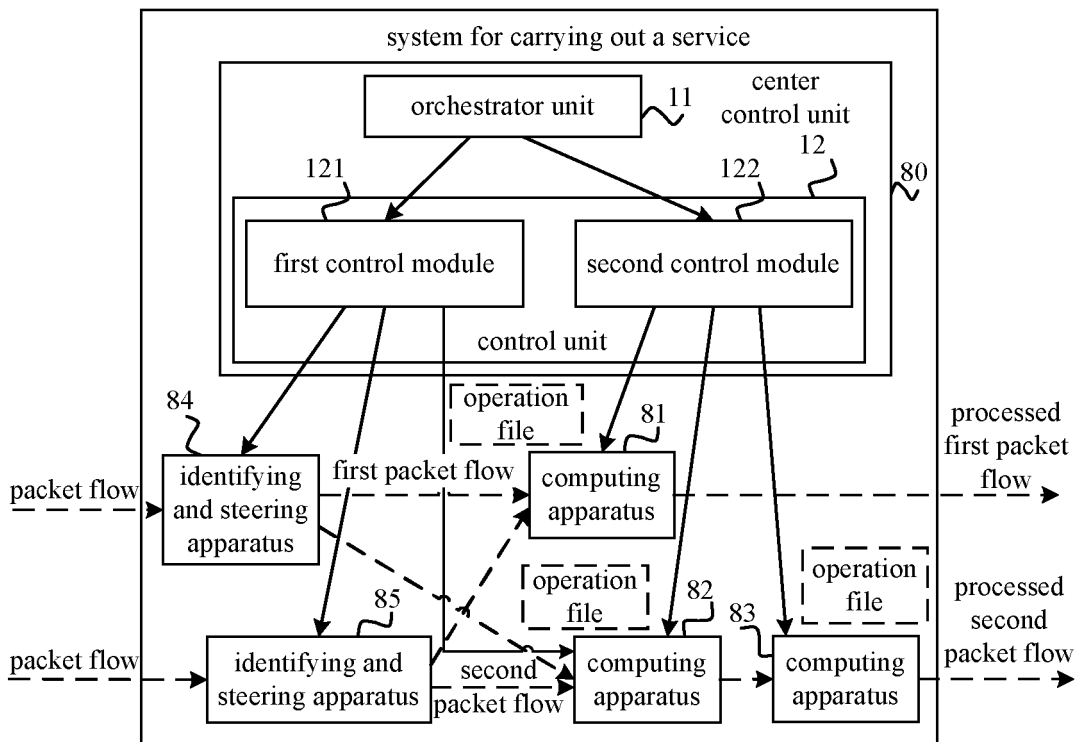 system for carrying out a service
orchestrator unit
11
center
control unit
12
80
121
122
first control module
second control module
control unit
84
operation
file
81
processed
first packet
flow
packet flow
identifying
and steering
apparatus
first packet flow
computing
apparatus
85
operation
file
82
operation
file
83
processed
second
packet flow
packet flow
identifying and
steering apparatus
second
packet flow
computing
apparatus
computing
apparatus